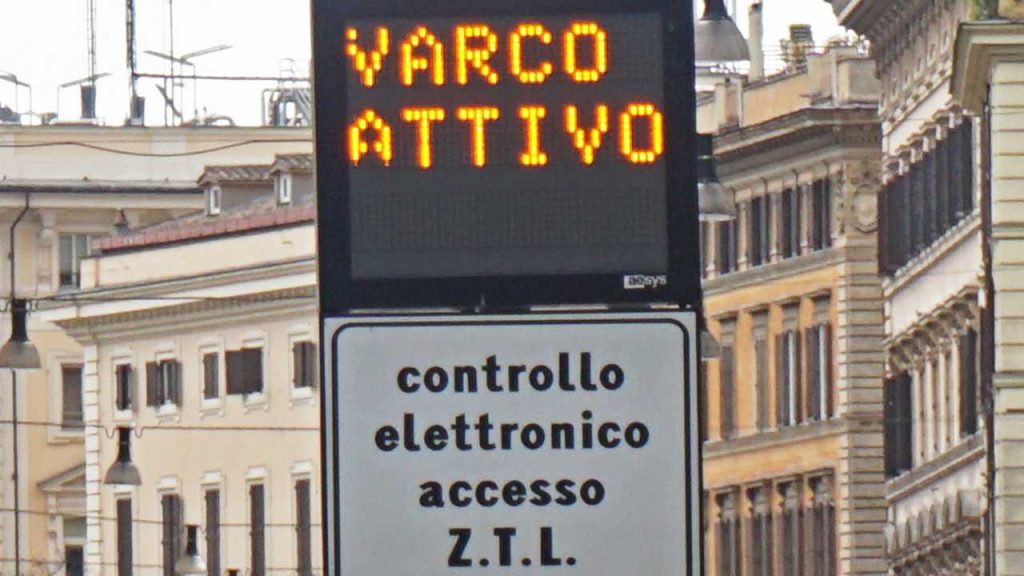 VARCO
ATTIVO
aesys
controllo
elettronico
accesso
Z.T.L.